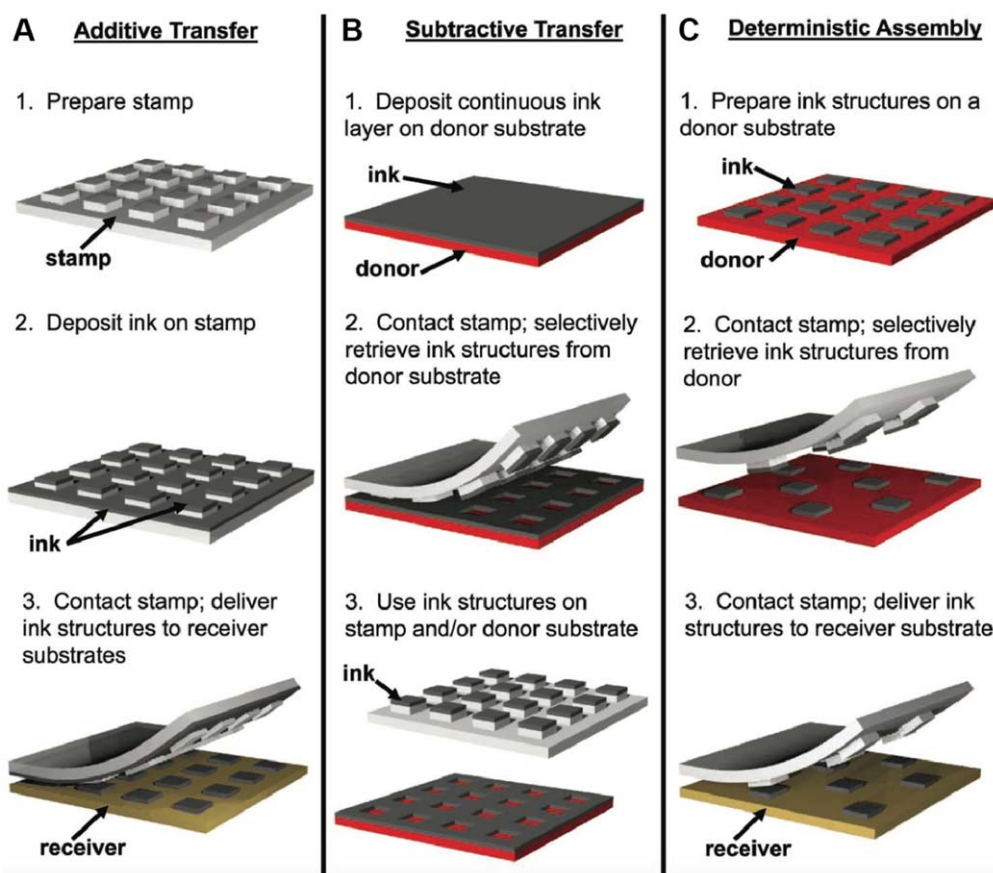 A Additive Transfer
1. Prepare stamp
stamp
2. Deposit ink on stamp
ink
3. Contact stamp; deliver
ink structures to receiver
substrates
receiver
B Subtractive Transfer
1. Deposit continuous ink
layer on donor substrate
ink
donor
2. Contact stamp; selectively
retrieve ink structures from
donor substrate
3. Use ink structures on
stamp and/or donor substrate
ink
C Deterministic Assembly
1. Prepare ink structures on a
donor substrate
ink
donor
2. Contact stamp; selectively
retrieve ink structures from
donor
3. Contact stamp; deliver ink
structures to receiver substrate
receiver